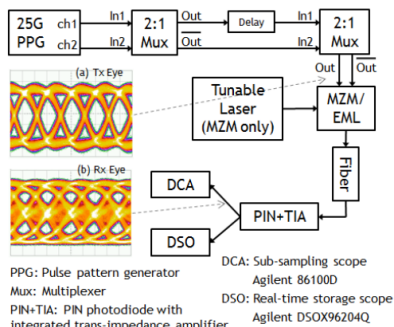 25G PPG ch1 ch2
In1
In2
2:1 Mux
Out
Out
Delay
In1
In2
2:1 Mux
Out
Out
(a) Tx Eye
Tunable Laser (MZM only)
MZM/ EML
(b) Rx Eye
Fiber
DCA
PIN+TIA
DSO
PPG: Pulse pattern generator
Mux: Multiplexer
PIN+TIA: PIN photodiode with
integrated trans-impedance amplifier
DCA: Sub-sampling scope
Agilent 86100D
DSO: Real-time storage scope
Agilent DSOX96204Q